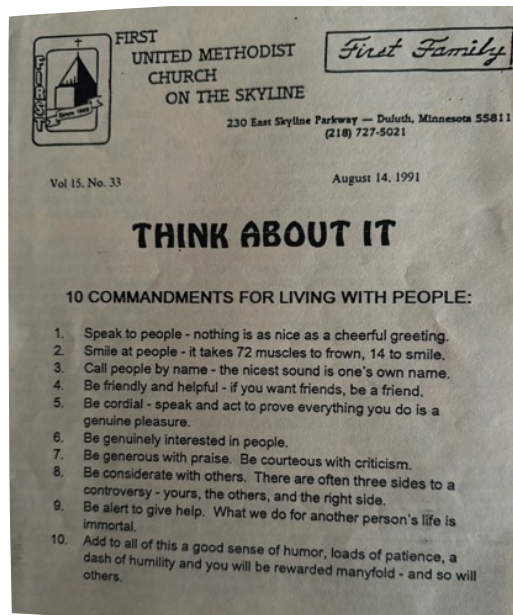 FIRST
UNITED METHODIST
CHURCH
ON THE SKYLINE
First Family
FIRST
Since 1869
230 East Skyline Parkway — Duluth, Minnesota 55811
(218) 727-5021
Vol 15. No. 33
August 14, 1991
THINK ABOUT IT
10 COMMANDMENTS FOR LIVING WITH PEOPLE:
1. Speak to people - nothing is as nice as a cheerful greeting.
2. Smile at people - it takes 72 muscles to frown, 14 to smile.
3. Call people by name - the nicest sound is one's own name.
4. Be friendly and helpful - if you want friends, be a friend.
5. Be cordial - speak and act to prove everything you do is a
genuine pleasure.
6. Be genuinely interested in people.
7. Be generous with praise. Be courteous with criticism.
8. Be considerate with others. There are often three sides to a
controversy - yours, the others, and the right side.
9. Be alert to give help. What we do for another person's life is
immortal.
10. Add to all of this a good sense of humor, loads of patience, a
dash of humility and you will be rewarded manyfold - and so will
others.